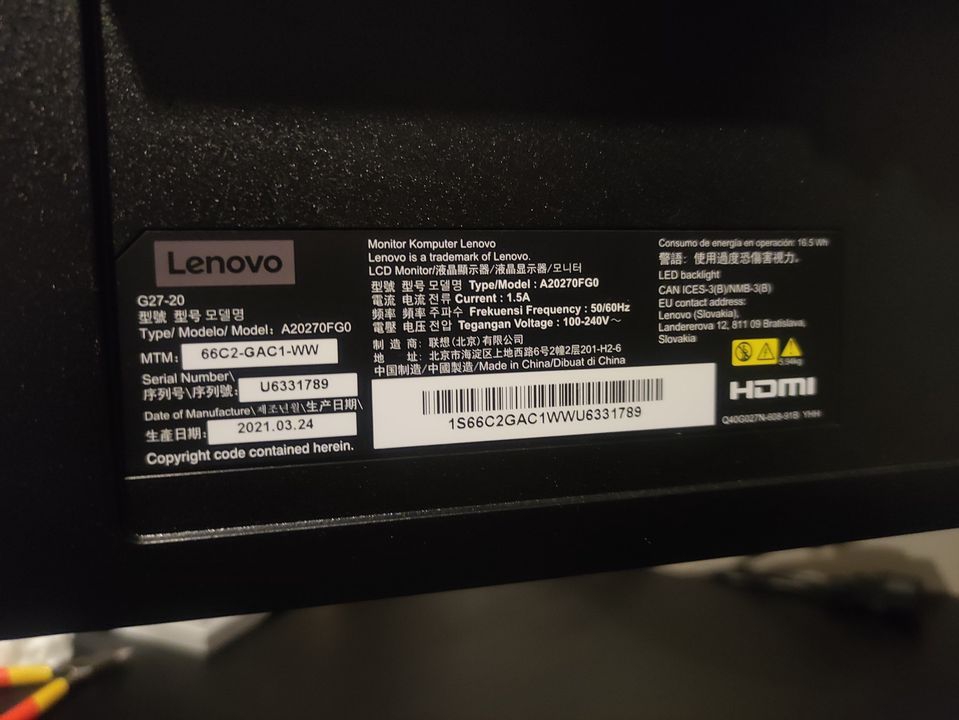 Lenovo
G27-20
型號 型号 모델명
Type/ Modelo/ Model: A20270FG0
MTM: 66C2-GAC1-WW
Serial Number\
序列号\序列號: U6331789
Date of Manufacture\제조년월\生产日期\
生產日期: 2021.03.24
Copyright code contained herein.
Monitor Komputer Lenovo
Lenovo is a trademark of Lenovo.
LCD Monitor/液晶顯示器/液晶显示器/모니터
型號 型号 모델명 Type/Model : A20270FG0
電流 电流 전류 Current : 1.5A
频率 頻率 주파수 Frekuensi Frequency : 50/60Hz
電壓 电压 전압 Tegangan Voltage : 100-240V～
制 造 商: 联想(北京)有限公司
地 址: 北京市海淀区上地西路6号2幢2层201-H2-6
中国制造/中國製造/Made in China/Dibuat di China
1S66C2GAC1WWU6331789
Consumo de energía en operación: 16.5 Wh
警語: 使用過度恐傷害視力。
LED backlight
CAN ICES-3(B)/NMB-3(B)
EU contact address:
Lenovo (Slovakia),
Landererova 12, 811 09 Bratislava,
Slovakia
HDMI
Q40G027N-608-91B YHH